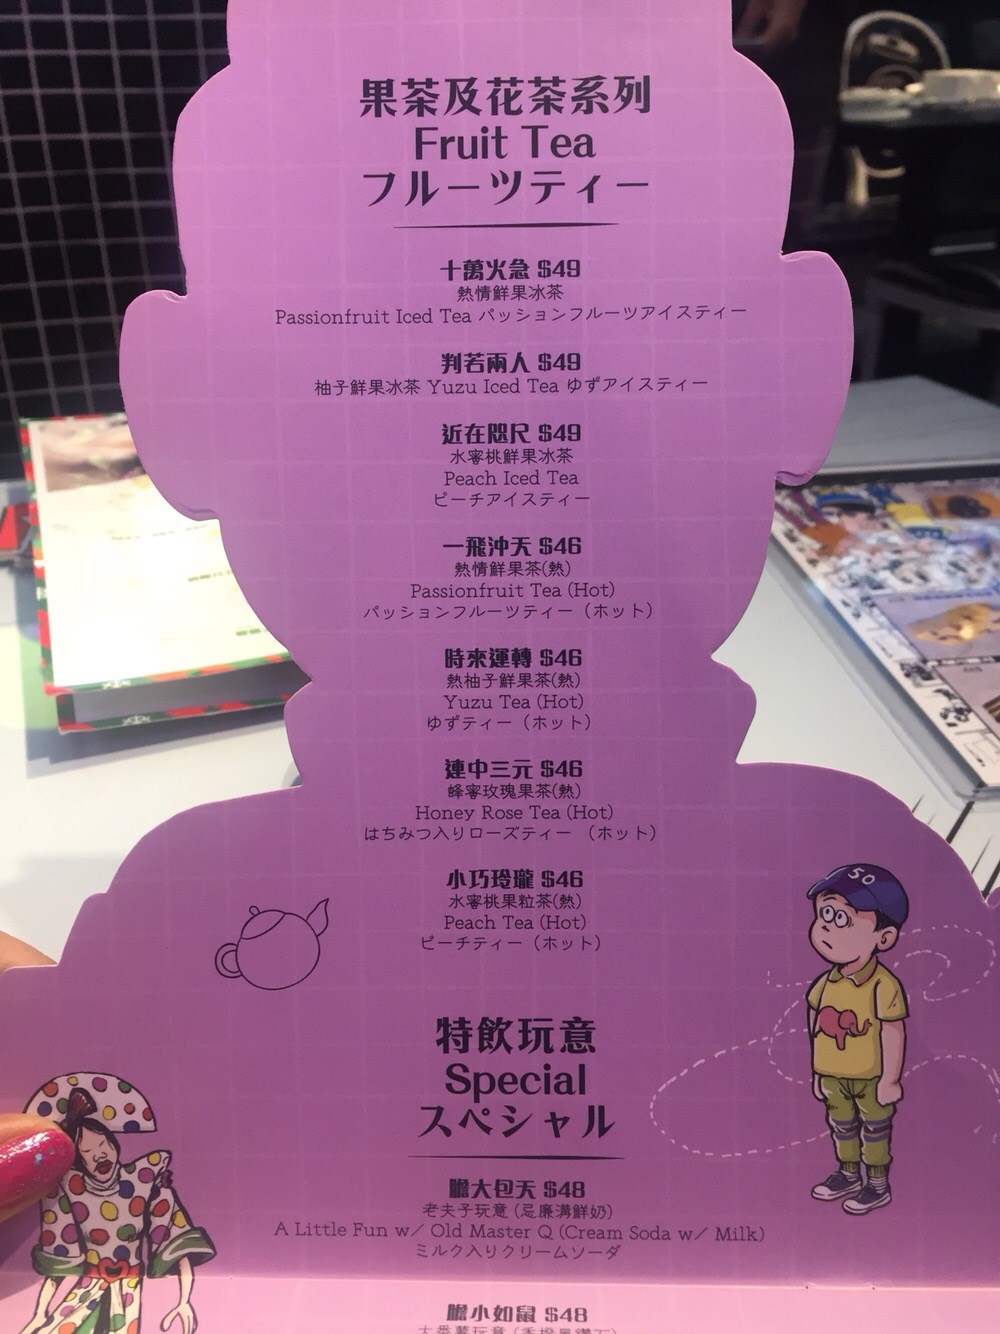 果茶及花茶系列
Fruit Tea
フルーツティー
十萬火急 $49
熱情鮮果冰茶
Passionfruit Iced Tea パッションフルーツアイスティー
判若兩人 $49
柚子鮮果冰茶 Yuzu Iced Tea ゆずアイスティー
近在咫尺 $49
水蜜桃鮮果冰茶
Peach Iced Tea
ピーチアイスティー
一飛沖天 $46
熱情鮮果茶(熱)
Passionfruit Tea (Hot)
パッションフルーツティー（ホット）
時來運轉 $46
熱柚子鮮果茶(熱)
Yuzu Tea (Hot)
ゆずティー（ホット）
連中三元 $46
蜂蜜玫瑰果茶(熱)
Honey Rose Tea (Hot)
はちみつ入りローズティー （ホット）
小巧玲瓏 $46
水蜜桃果粒茶(熱)
Peach Tea (Hot)
ピーチティー（ホット）
50
特飲玩意
Special
スペシャル
膽大包天 $48
老夫子玩意 (忌廉溝鮮奶)
A Little Fun w/ Old Master Q (Cream Soda w/ Milk)
ミルク入りクリームソーダ
膽小如鼠 $48
大番薯玩意